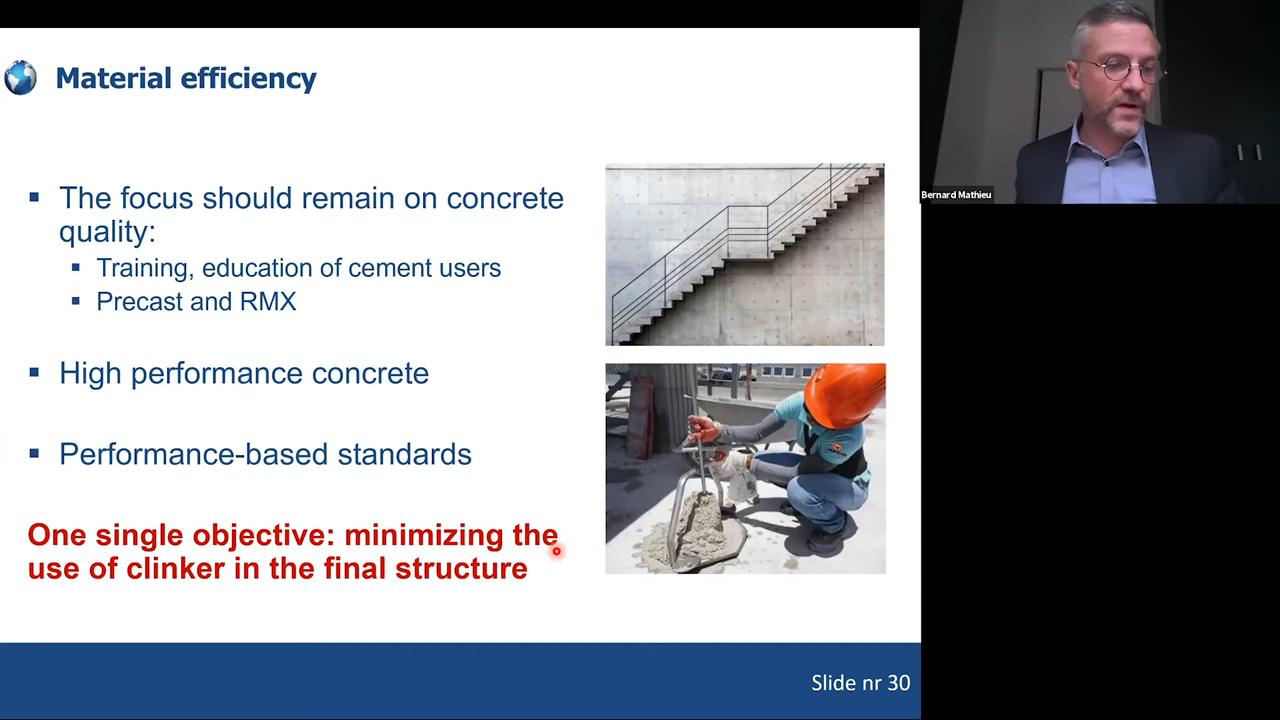 Material efficiency
▪ The focus should remain on concrete
quality:
▪ Training, education of cement users
▪ Precast and RMX
▪ High performance concrete
▪ Performance-based standards
One single objective: minimizing the
use of clinker in the final structure
Slide nr 30
Bernard Mathieu